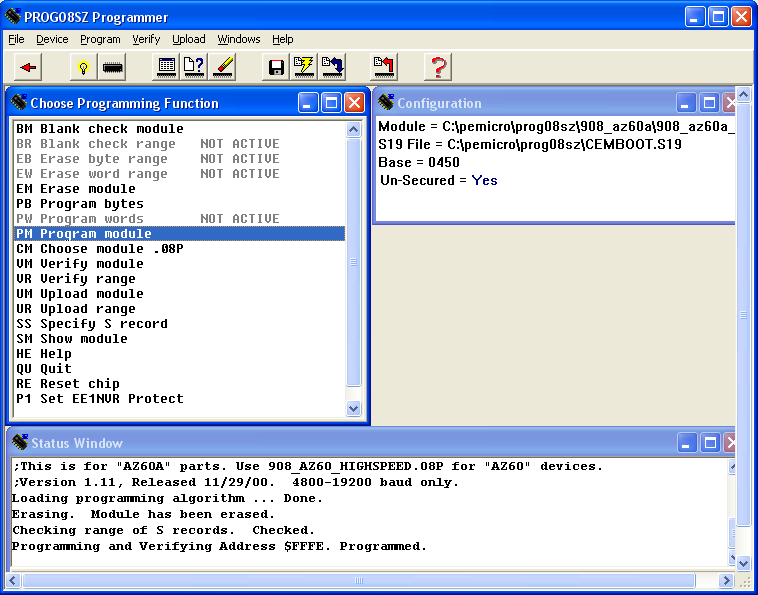 PROG08SZ Programmer
File Device Program Verify Upload Windows Help
Choose Programming Function
BM Blank check module
BR Blank check range NOT ACTIVE
EB Erase byte range NOT ACTIVE
EW Erase word range NOT ACTIVE
EM Erase module
PB Program bytes
PW Program words NOT ACTIVE
PM Program module
CM Choose module .08P
VM Verify module
VR Verify range
UM Upload module
UR Upload range
SS Specify S record
SM Show module
HE Help
QU Quit
RE Reset chip
P1 Set EE1NVR Protect
Configuration
Module = C:\pemicro\prog08sz\908_az60a\908_az60a_
S19 File = C:\pemicro\prog08sz\CEMBOOT.S19
Base = 0450
Un-Secured = Yes
Status Window
;This is for "AZ60A" parts. Use 908_AZ60_HIGHSPEED.08P for "AZ60" devices.
;Version 1.11, Released 11/29/00. 4800-19200 baud only.
Loading programming algorithm ... Done.
Erasing. Module has been erased.
Checking range of S records. Checked.
Programming and Verifying Address $FFFE. Programmed.